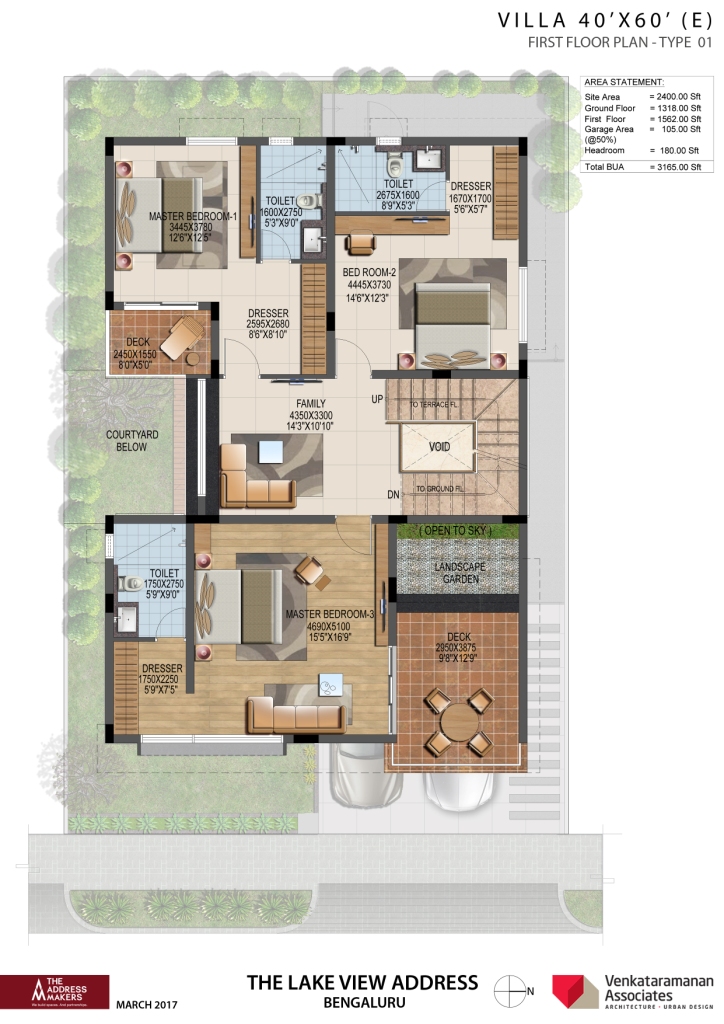 VILLA 40'X60' (E)
FIRST FLOOR PLAN - TYPE 01
AREA STATEMENT:
Site Area = 2400.00 Sft
Ground Floor = 1318.00 Sft
First Floor = 1562.00 Sft
Garage Area = 105.00 Sft
(@50%)
Headroom = 180.00 Sft
Total BUA = 3165.00 Sft
MASTER BEDROOM-1
3445X3780
12'6"X12'5"
TOILET
1600X2750
5'3"X9'0"
TOILET
2675X1600
8'9"X5'3"
DRESSER
1670X1700
5'6"X5'7"
BED ROOM-2
4445X3730
14'6"X12'3"
DRESSER
2595X2680
8'6"X8'10"
DECK
2450X1550
8'0"X5'0"
FAMILY
4350X3300
14'3"X10'10"
UP
TO TERRACE FL.
VOID
COURTYARD
BELOW
DN
TO GROUND FL.
( OPEN TO SKY )
LANDSCAPE
GARDEN
TOILET
1750X2750
5'9"X9'0"
MASTER BEDROOM-3
4690X5100
15'5"X16'9"
DECK
2950X3875
9'8"X12'9"
DRESSER
1750X2250
5'9"X7'5"
THE
ADDRESS
MAKERS
We build spaces. And partnerships.
MARCH 2017
THE LAKE VIEW ADDRESS
BENGALURU
N
Venkataramanan
Associates
ARCHITECTURE · URBAN DESIGN